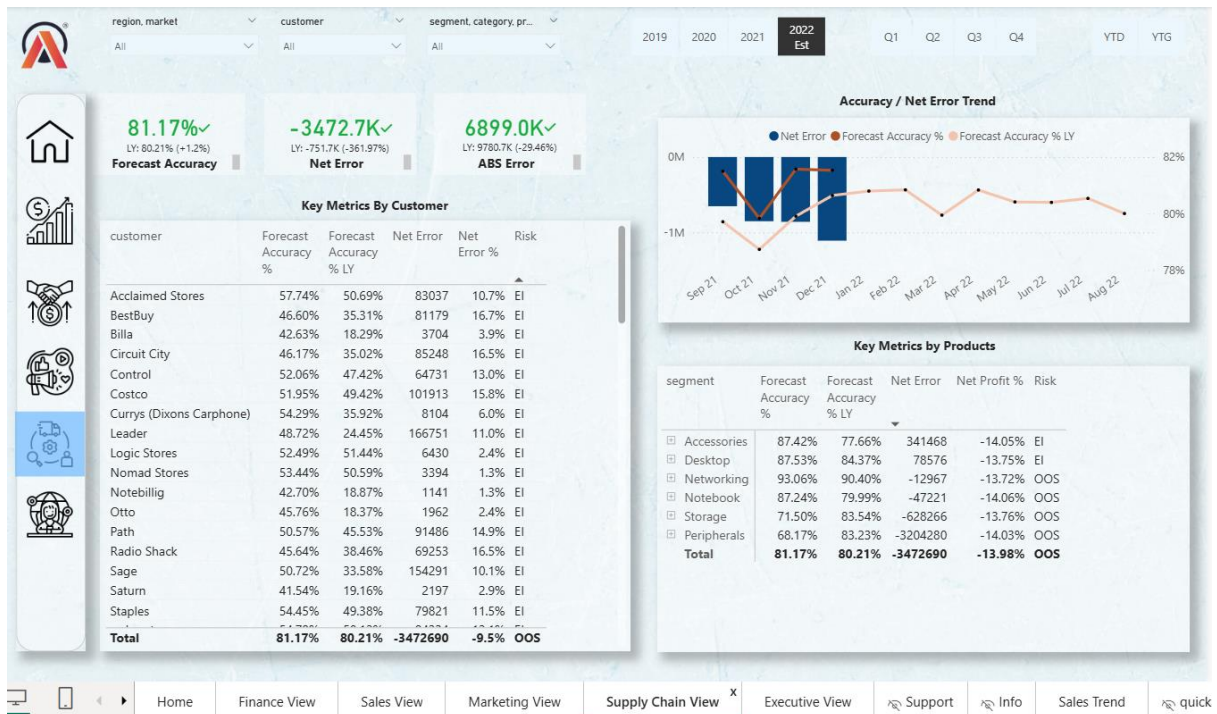 region, market
customer
segment, category, pr...
All
All
All
2019
2020
2021
2022 Est
Q1
Q2
Q3
Q4
YTD
YTG
81.17%
LY: 80.21% (+1.2%)
Forecast Accuracy
-3472.7K
LY: -751.7K (-361.97%)
Net Error
6899.0K
LY: 9780.7K (-29.46%)
ABS Error
Accuracy / Net Error Trend
Net Error Forecast Accuracy % Forecast Accuracy % LY
0M
-1M
82%
80%
78%
Sep 21 Oct 21 Nov 21 Dec 21 Jan 22 Feb 22 Mar 22 Apr 22 May 22 Jun 22 Jul 22 Aug 22
Key Metrics By Customer
customer Forecast Accuracy % Forecast Accuracy % LY Net Error Net Error % Risk
Acclaimed Stores 57.74% 50.69% 83037 10.7% EI
BestBuy 46.60% 35.31% 81179 16.7% EI
Billa 42.63% 18.29% 3704 3.9% EI
Circuit City 46.17% 35.02% 85248 16.5% EI
Control 52.06% 47.42% 64731 13.0% EI
Costco 51.95% 49.42% 101913 15.8% EI
Currys (Dixons Carphone) 54.29% 35.92% 8104 6.0% EI
Leader 48.72% 24.45% 166751 11.0% EI
Logic Stores 52.49% 51.44% 6430 2.4% EI
Nomad Stores 53.44% 50.59% 3394 1.3% EI
Notebillig 42.70% 18.87% 1141 1.3% EI
Otto 45.76% 18.37% 1962 2.4% EI
Path 50.57% 45.53% 91486 14.9% EI
Radio Shack 45.64% 38.46% 69253 16.5% EI
Sage 50.72% 33.58% 154291 10.1% EI
Saturn 41.54% 19.16% 2197 2.9% EI
Staples 54.45% 49.38% 79821 11.5% EI
Total 81.17% 80.21% -3472690 -9.5% OOS
Key Metrics by Products
segment Forecast Accuracy % Forecast Accuracy % LY Net Error Net Profit % Risk
Accessories 87.42% 77.66% 341468 -14.05% EI
Desktop 87.53% 84.37% 78576 -13.75% EI
Networking 93.06% 90.40% -12967 -13.72% OOS
Notebook 87.24% 79.99% -47221 -14.06% OOS
Storage 71.50% 83.54% -628266 -13.76% OOS
Peripherals 68.17% 83.23% -3204280 -14.03% OOS
Total 81.17% 80.21% -3472690 -13.98% OOS
Home
Finance View
Sales View
Marketing View
Supply Chain View
x
Executive View
Support
Info
Sales Trend
quick